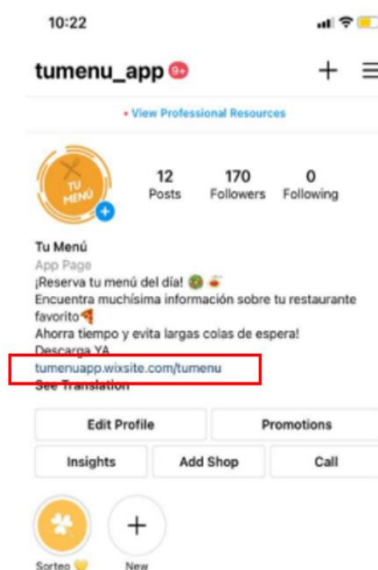 10:22
tumenu_app 9+
• View Professional Resources
TU
MENÚ
12 170 0
Posts Followers Following
Tu Menú
App Page
¡Reserva tu menú del día!
Encuentra muchísima información sobre tu restaurante
favorito
Ahorra tiempo y evita largas colas de espera!
Descarga YA
tumenuapp.wixsite.com/tumenu
See Translation
Edit Profile Promotions
Insights Add Shop Call
Sorteo 💛 New